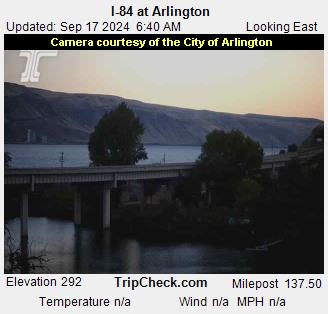 I-84 at Arlington
Updated: Sep 17 2024 6:40 AM Looking East
Camera courtesy of the City of Arlington
Elevation 292 TripCheck.com Milepost 137.50
Temperature n/a Wind n/a MPH n/a